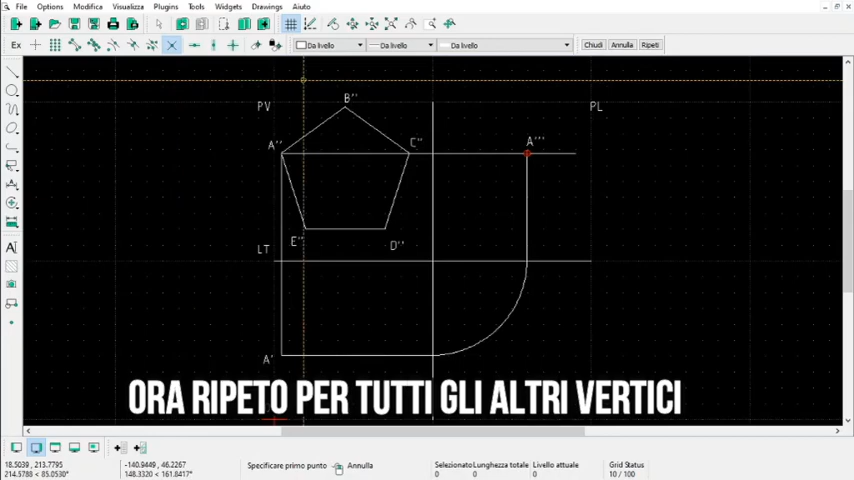 File Options Modifica Visualizza Plugins Tools Widgets Drawings Aiuto
Ex Da livello Da livello Da livello Chiudi Annulla Ripeti
B''
PV PL
A'' C'' A'''
E'' D''
LT
A'
ORA RIPETO PER TUTTI GLI ALTRI VERTICI
18.5039, 213.7795 -140.9449, 46.2267 Specificare primo punto Annulla Selezionato Lunghezza totale Livello attuale Grid Status
214.5788 < 85.0530° 148.3320 < 161.8417° 0 0 0 10 / 100